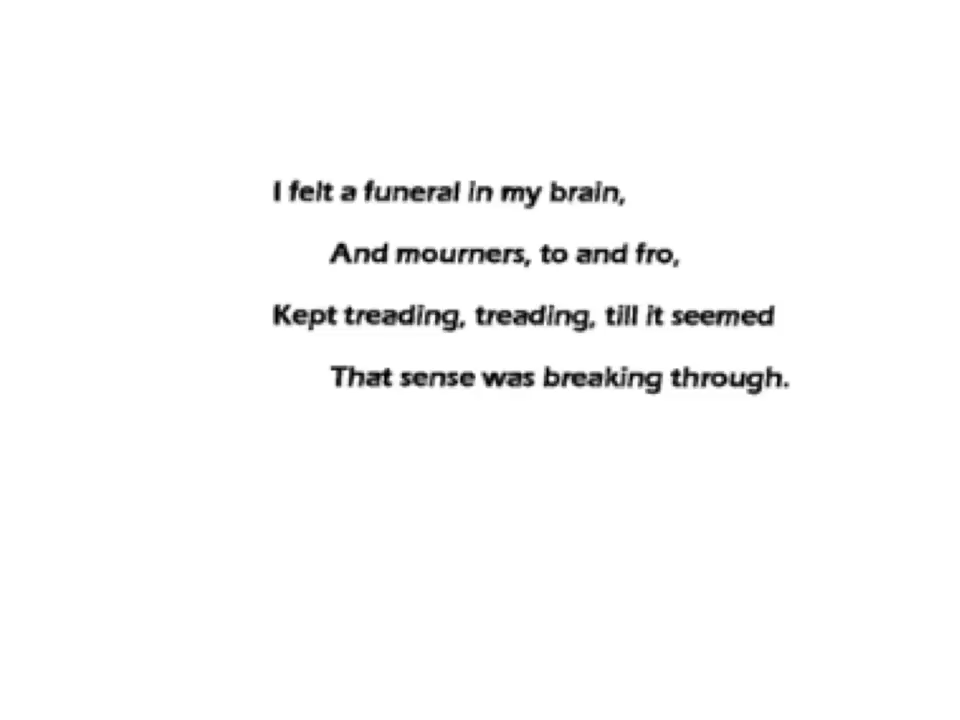 I felt a funeral in my brain,
And mourners, to and fro,
Kept treading, treading, till it seemed
That sense was breaking through.